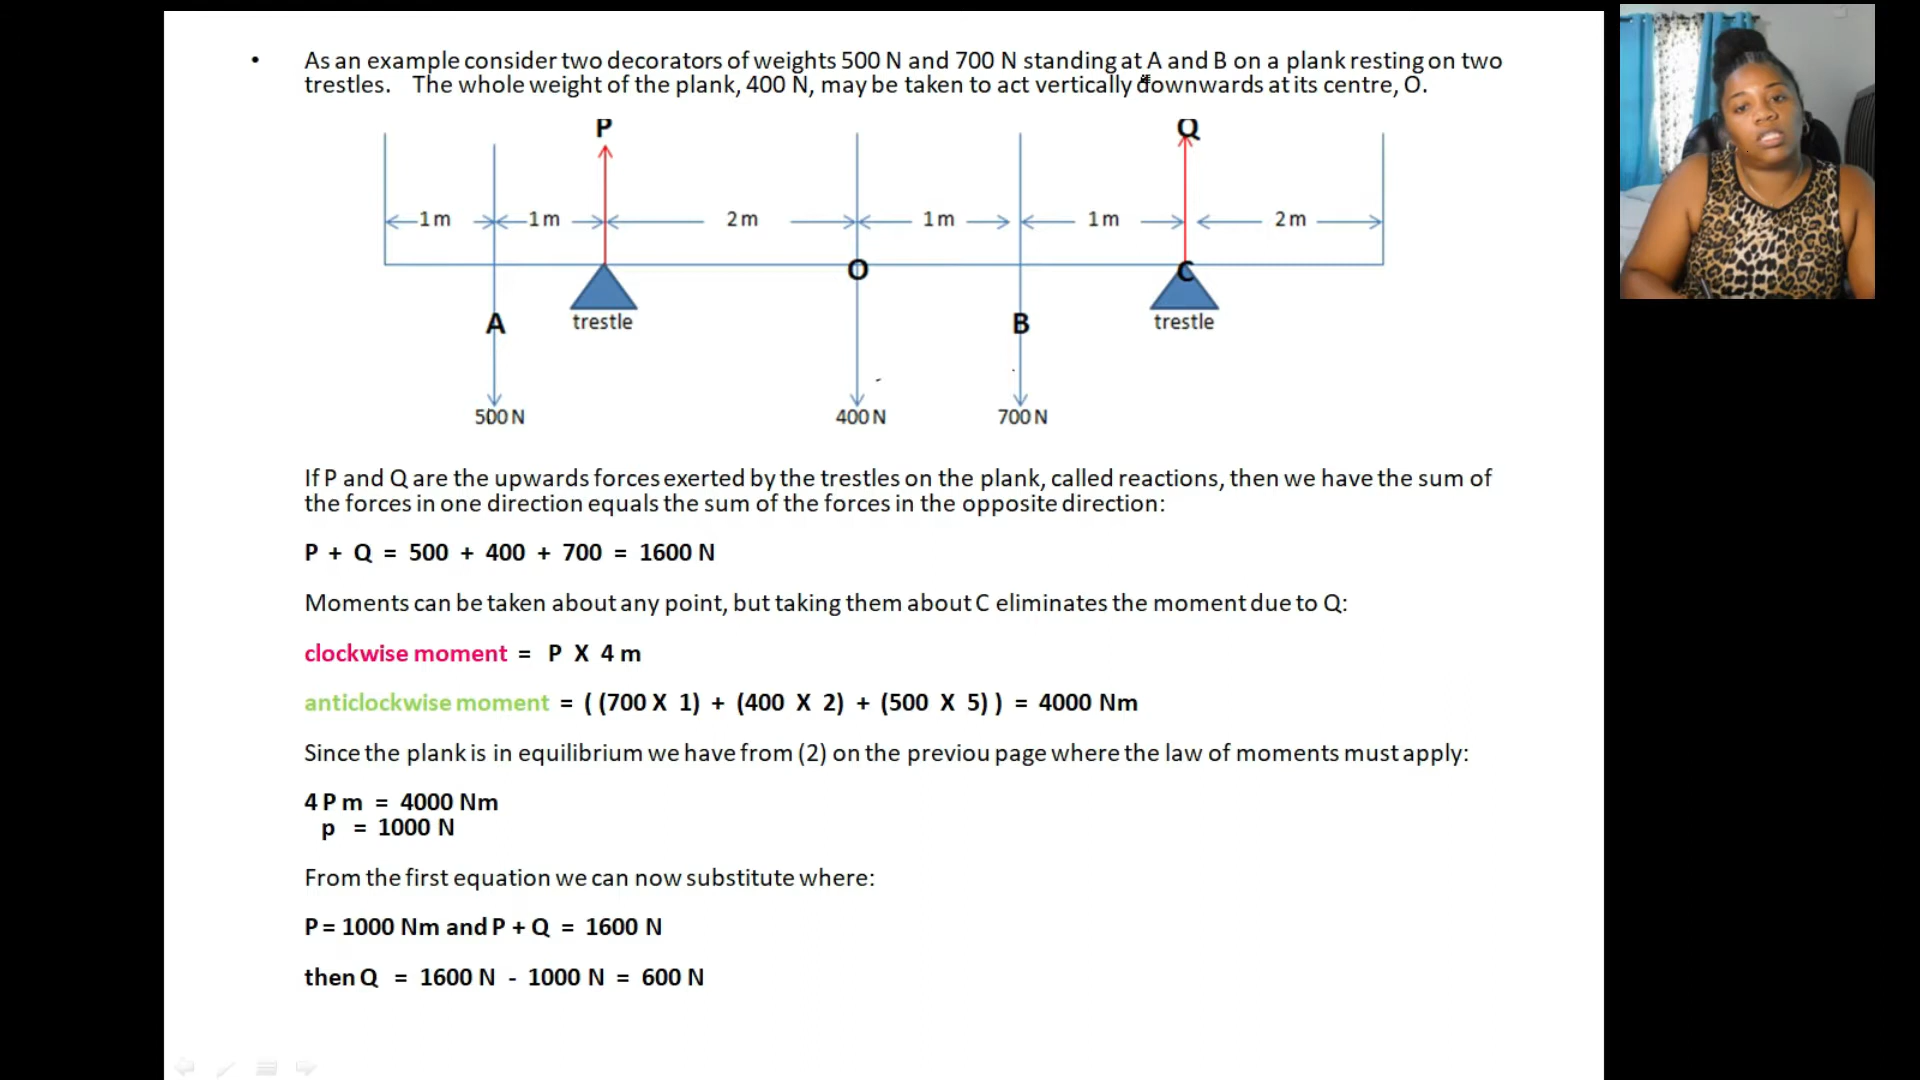 • As an example consider two decorators of weights 500 N and 700 N standing at A and B on a plank resting on two
trestles. The whole weight of the plank, 400 N, may be taken to act vertically downwards at its centre, O.
P
Q
1 m
1 m
2 m
1 m
1 m
2 m
O
C
A
trestle
B
trestle
500 N
400 N
700 N
If P and Q are the upwards forces exerted by the trestles on the plank, called reactions, then we have the sum of
the forces in one direction equals the sum of the forces in the opposite direction:
P + Q = 500 + 400 + 700 = 1600 N
Moments can be taken about any point, but taking them about C eliminates the moment due to Q:
clockwise moment = P X 4 m
anticlockwise moment = ( (700 X 1) + (400 X 2) + (500 X 5) ) = 4000 Nm
Since the plank is in equilibrium we have from (2) on the previou page where the law of moments must apply:
4 P m = 4000 Nm
p = 1000 N
From the first equation we can now substitute where:
P = 1000 Nm and P + Q = 1600 N
then Q = 1600 N - 1000 N = 600 N